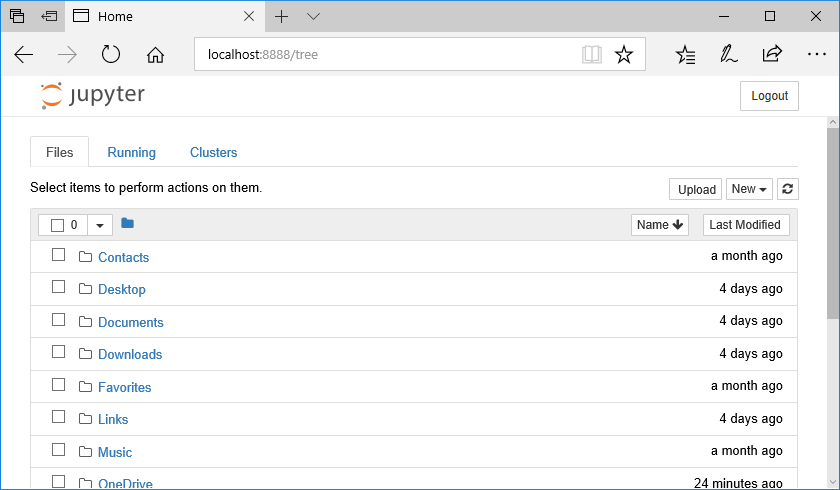 Home
localhost:8888/tree
jupyter
Logout
Files Running Clusters
Select items to perform actions on them.
Upload New
0 Name Last Modified
Contacts a month ago
Desktop 4 days ago
Documents 4 days ago
Downloads 4 days ago
Favorites a month ago
Links 4 days ago
Music a month ago
OneDrive 24 minutes ago